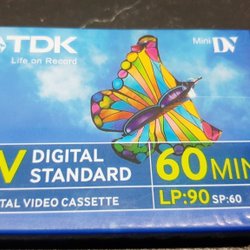 TDK
Life on Record
Mini DV
V DIGITAL
STANDARD
60 MIN
TAL VIDEO CASSETTE
LP:90 SP:60